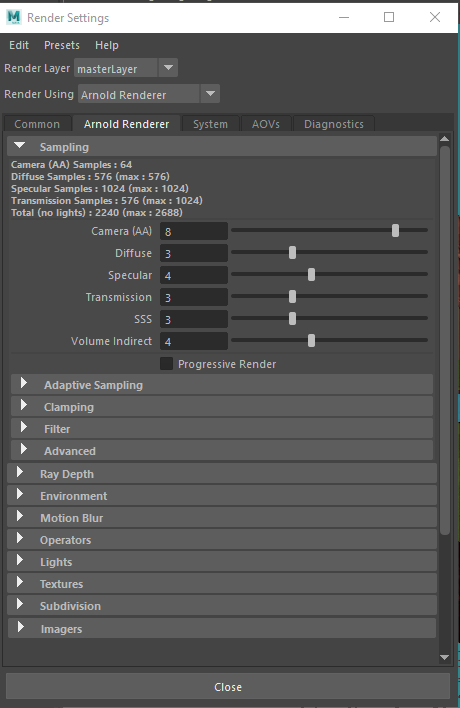 Render Settings
Edit Presets Help
Render Layer masterLayer
Render Using Arnold Renderer
Common Arnold Renderer System AOVs Diagnostics
Sampling
Camera (AA) Samples : 64
Diffuse Samples : 576 (max : 576)
Specular Samples : 1024 (max : 1024)
Transmission Samples : 576 (max : 1024)
Total (no lights) : 2240 (max : 2688)
Camera (AA) 8
Diffuse 3
Specular 4
Transmission 3
SSS 3
Volume Indirect 4
Progressive Render
Adaptive Sampling
Clamping
Filter
Advanced
Ray Depth
Environment
Motion Blur
Operators
Lights
Textures
Subdivision
Imagers
Close